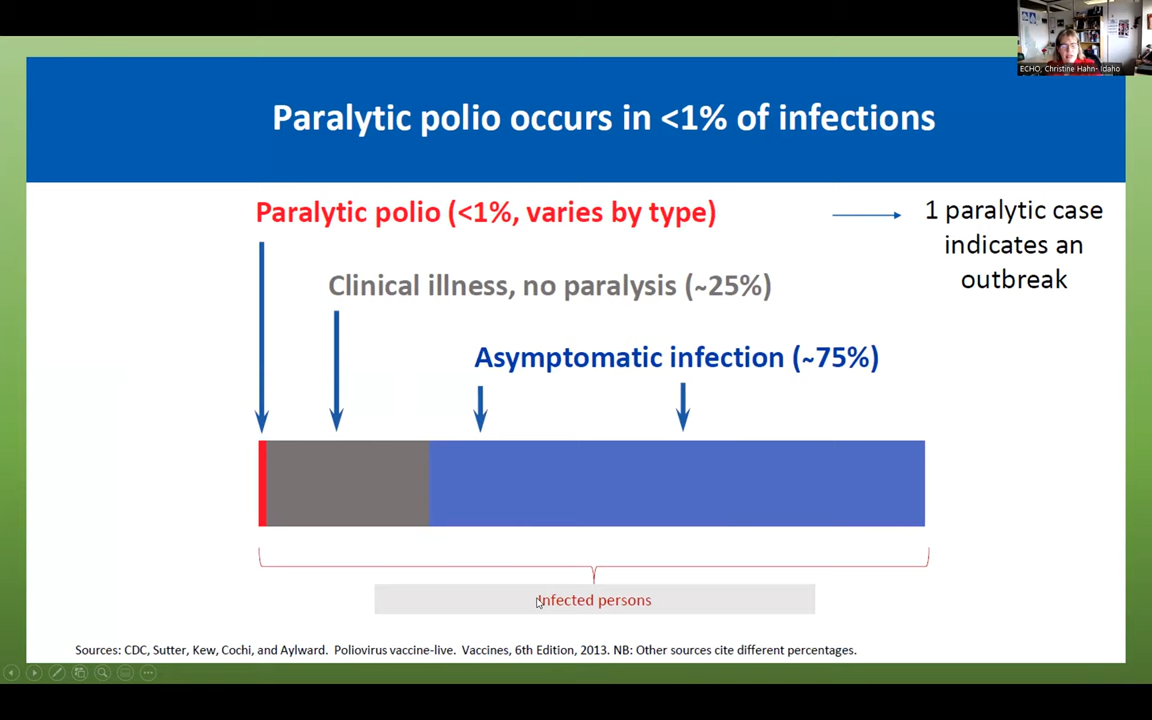 ECHO, Christine Hahn- Idaho
Paralytic polio occurs in <1% of infections
Paralytic polio (<1%, varies by type)
1 paralytic case
indicates an
outbreak
Clinical illness, no paralysis (~25%)
Asymptomatic infection (~75%)
Infected persons
Sources: CDC, Sutter, Kew, Cochi, and Aylward. Poliovirus vaccine-live. Vaccines, 6th Edition, 2013. NB: Other sources cite different percentages.